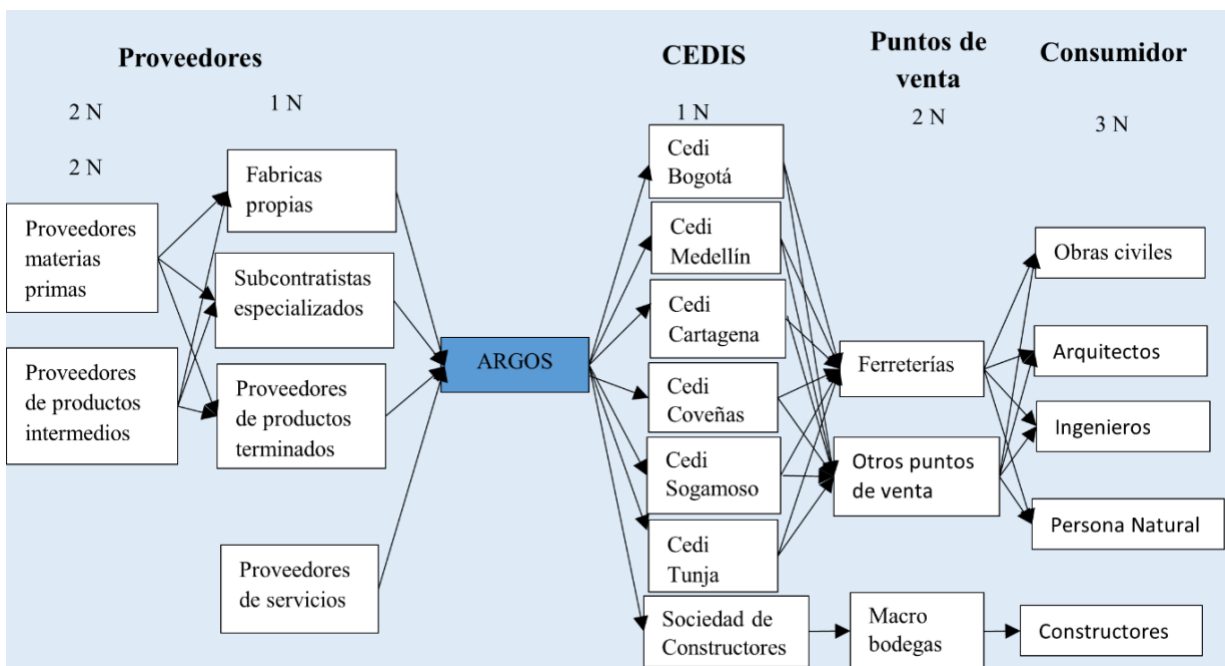 Proveedores
2 N
1 N
2 N
Proveedores
materias
primas
Proveedores
de productos
intermedios
Fabricas
propias
Subcontratistas
especializados
Proveedores
de productos
terminados
Proveedores
de servicios
ARGOS
CEDIS
1 N
Cedi
Bogotá
Cedi
Medellín
Cedi
Cartagena
Cedi
Coveñas
Cedi
Sogamoso
Cedi
Tunja
Sociedad de
Constructores
Puntos de
venta
2 N
Ferreterías
Otros puntos
de venta
Macro
bodegas
Consumidor
3 N
Obras civiles
Arquitectos
Ingenieros
Persona Natural
Constructores